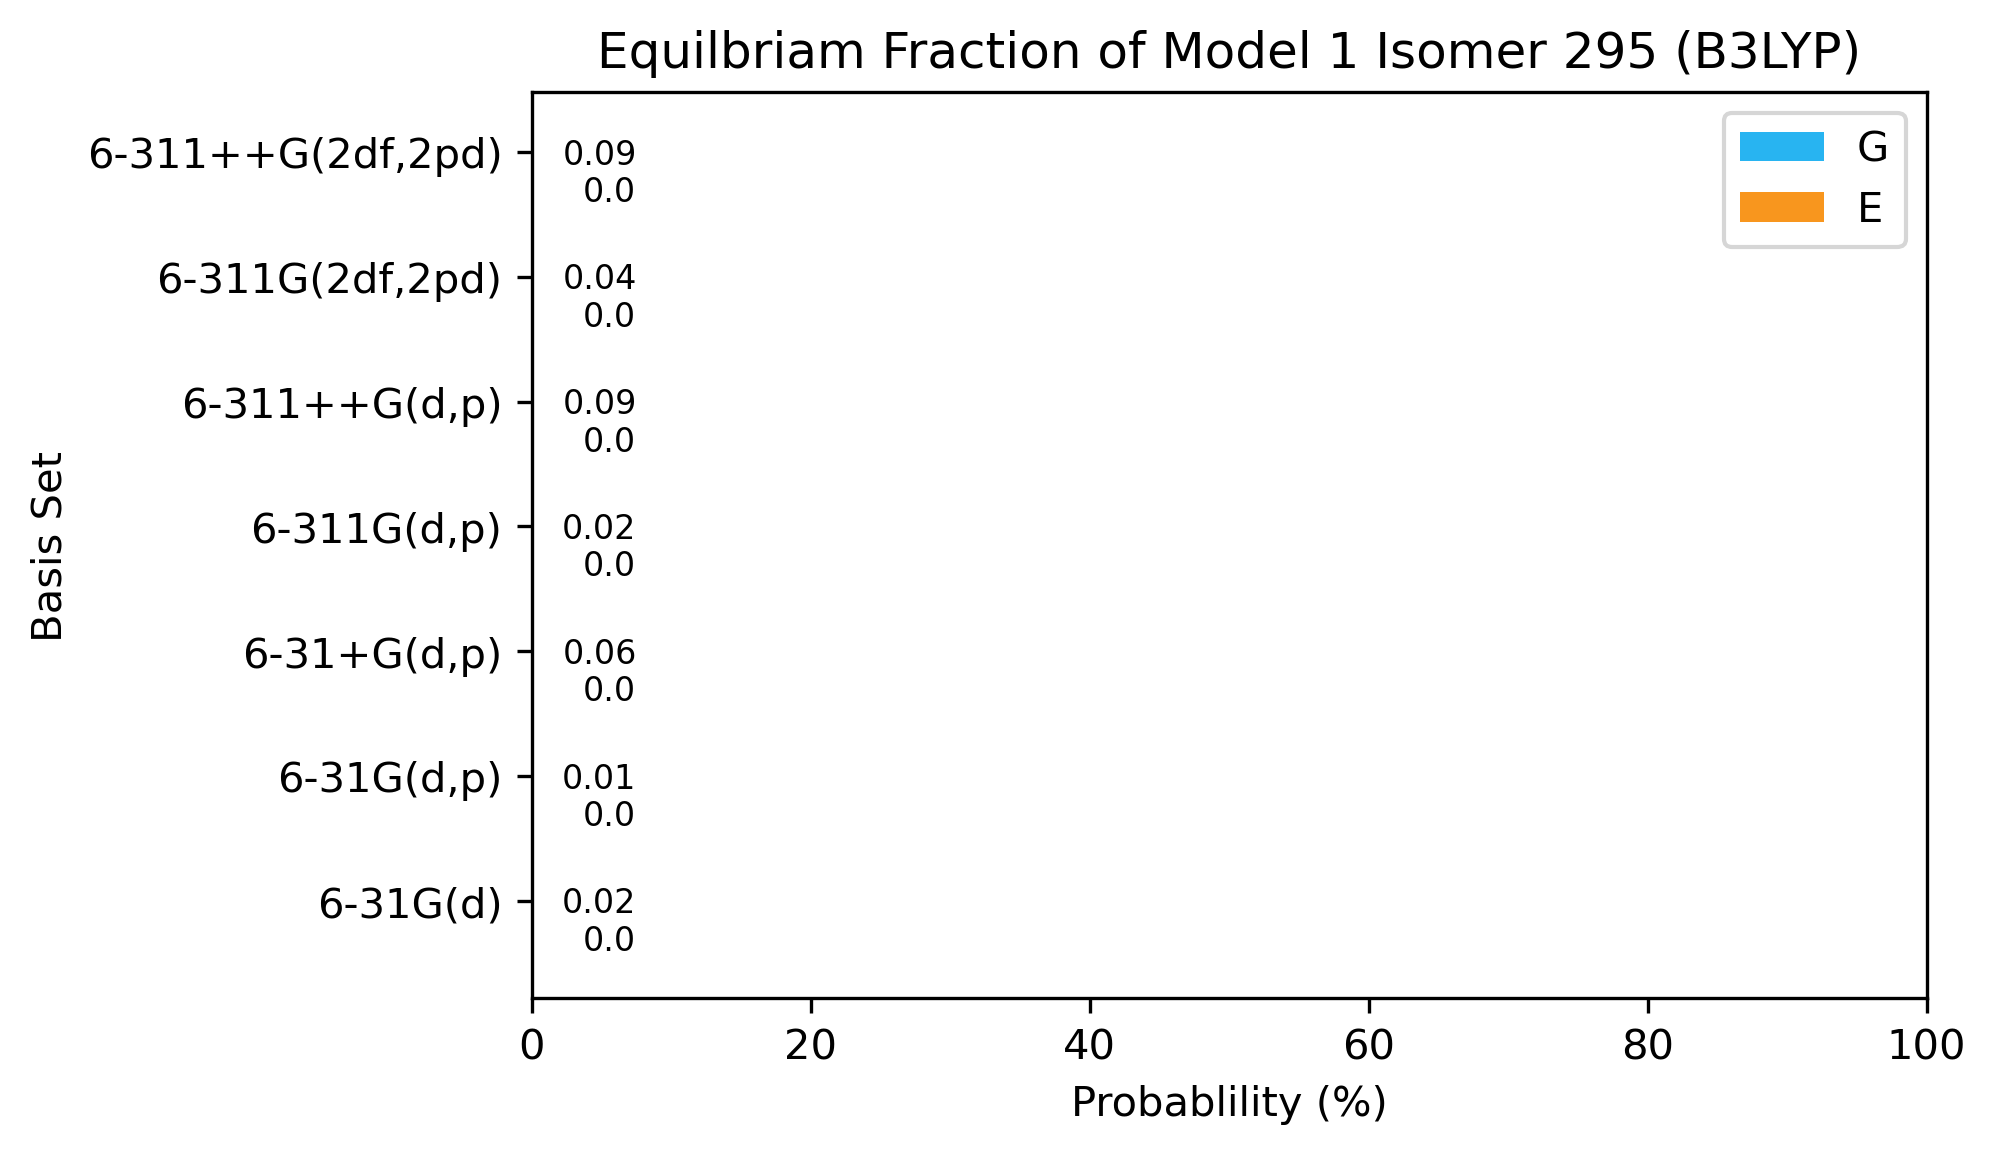 Equilbriam Fraction of Model 1 Isomer 295 (B3LYP)
G
E
Basis Set
6-311++G(2df,2pd)
0.09
0.0
6-311G(2df,2pd)
0.04
0.0
6-311++G(d,p)
0.09
0.0
6-311G(d,p)
0.02
0.0
6-31+G(d,p)
0.06
0.0
6-31G(d,p)
0.01
0.0
6-31G(d)
0.02
0.0
0 20 40 60 80 100
Probablility (%)